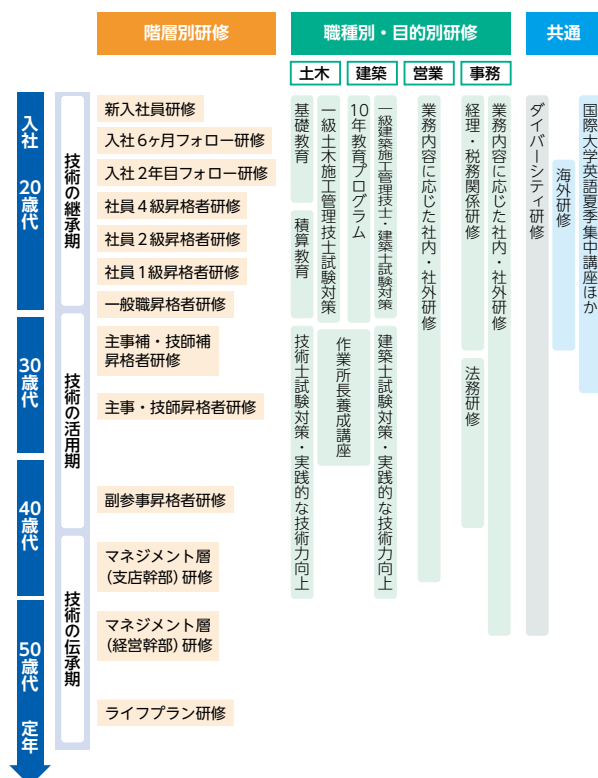 階層別研修
職種別・目的別研修
共通
土木
建築
営業
事務
入社
20歳代
30歳代
40歳代
50歳代
定年
技術の継承期
技術の活用期
技術の伝承期
新入社員研修
入社6ヶ月フォロー研修
入社2年目フォロー研修
社員4級昇格者研修
社員2級昇格者研修
社員1級昇格者研修
一般職昇格者研修
主事補・技師補
昇格者研修
主事・技師昇格者研修
副参事昇格者研修
マネジメント層
（支店幹部）研修
マネジメント層
（経営幹部）研修
ライフプラン研修
基礎教育
積算教育
技術士試験対策・実践的な技術力向上
一級土木施工管理技士試験対策
作業所長養成講座
10年教育プログラム
一級建築施工管理技士・建築士試験対策
建築士試験対策・実践的な技術力向上
業務内容に応じた社内・社外研修
経理・税務関係研修
法務研修
業務内容に応じた社内・社外研修
ダイバーシティ研修
海外研修
国際大学英語夏季集中講座ほか